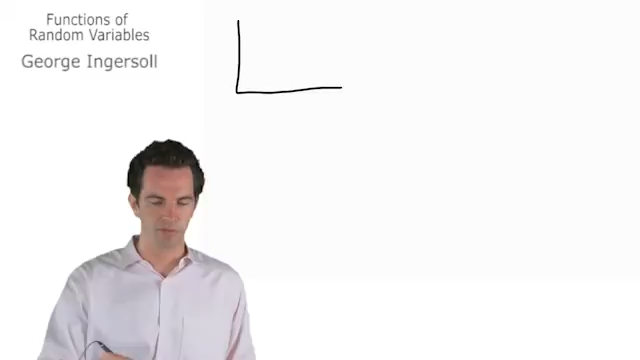 Functions of
Random Variables
George Ingersoll